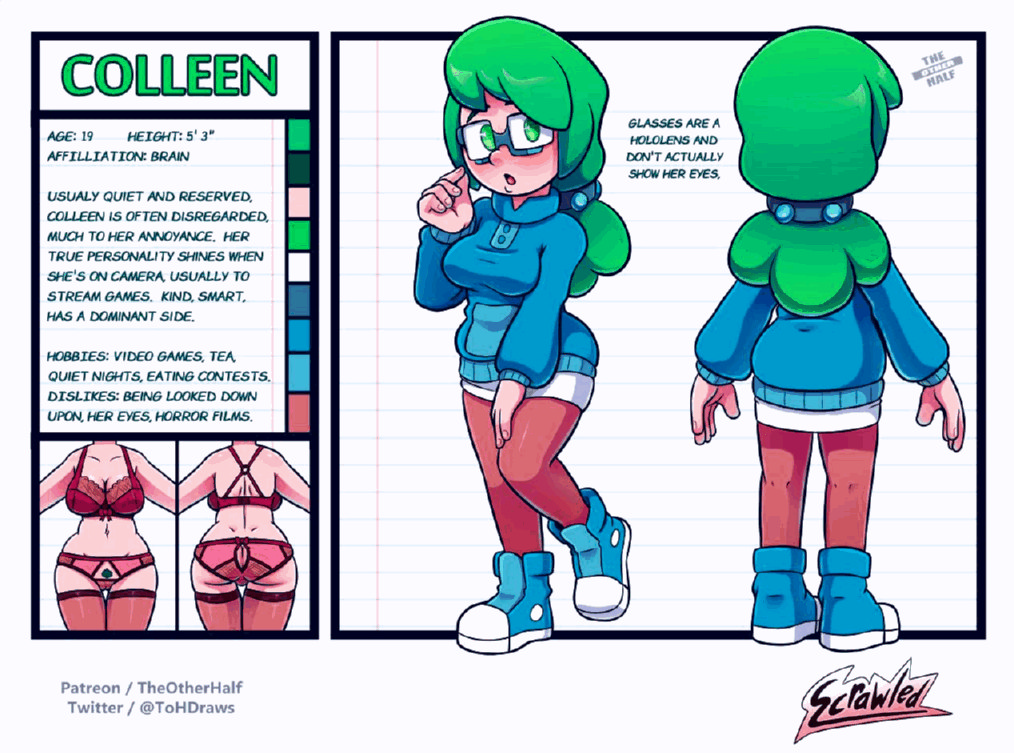 COLLEEN
AGE: 19 HEIGHT: 5' 3"
AFFILLIATION: BRAIN
USUALY QUIET AND RESERVED,
COLLEEN IS OFTEN DISREGARDED,
MUCH TO HER ANNOYANCE. HER
TRUE PERSONALITY SHINES WHEN
SHE'S ON CAMERA, USUALLY TO
STREAM GAMES. KIND, SMART,
HAS A DOMINANT SIDE.
HOBBIES: VIDEO GAMES, TEA,
QUIET NIGHTS, EATING CONTESTS.
DISLIKES: BEING LOOKED DOWN
UPON, HER EYES, HORROR FILMS.
GLASSES ARE A
HOLOLENS AND
DON'T ACTUALLY
SHOW HER EYES.
THE
OTHER
HALF
Patreon / TheOtherHalf
Twitter / @ToHDraws
Scrawled